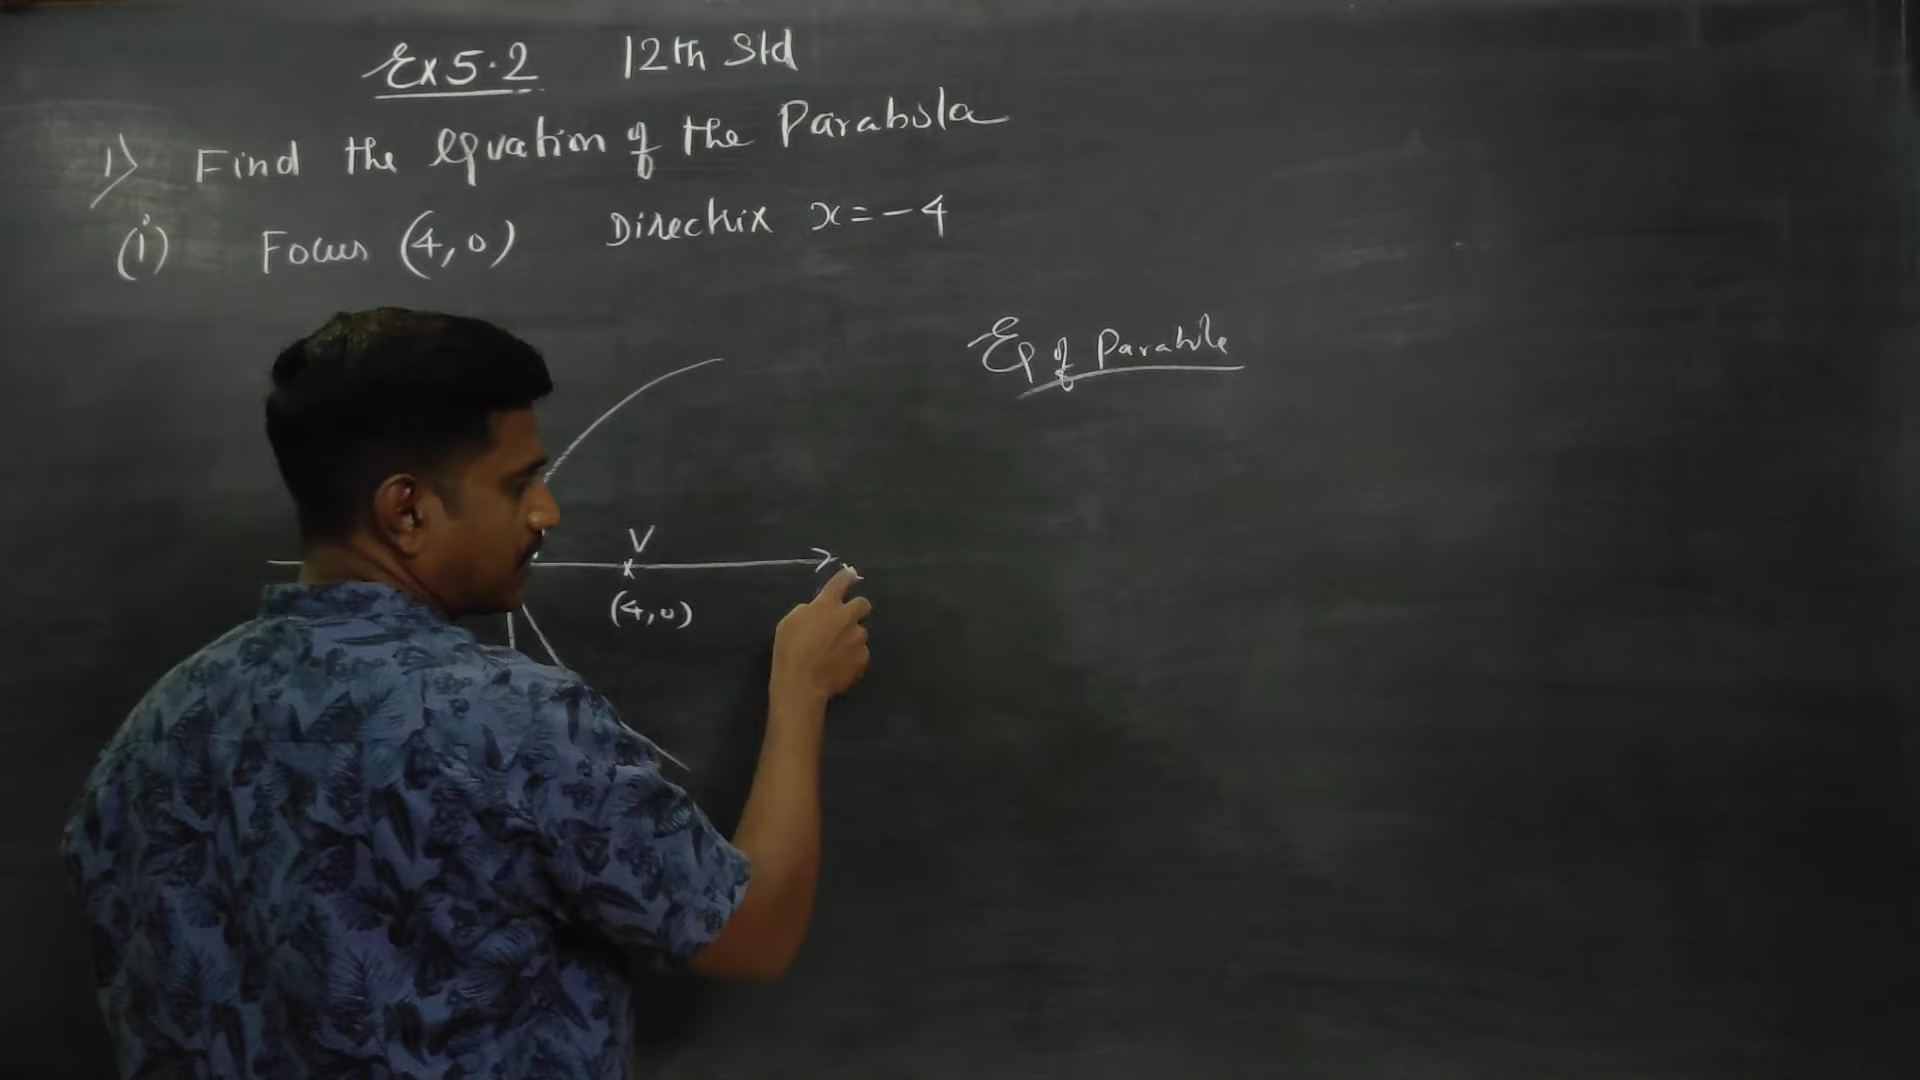 Ex 5.2 12th Std
1) Find the equation of the Parabola
(i) Focus (4,0) Directrix x=-4
Eq of Parabola
V
(4,0)